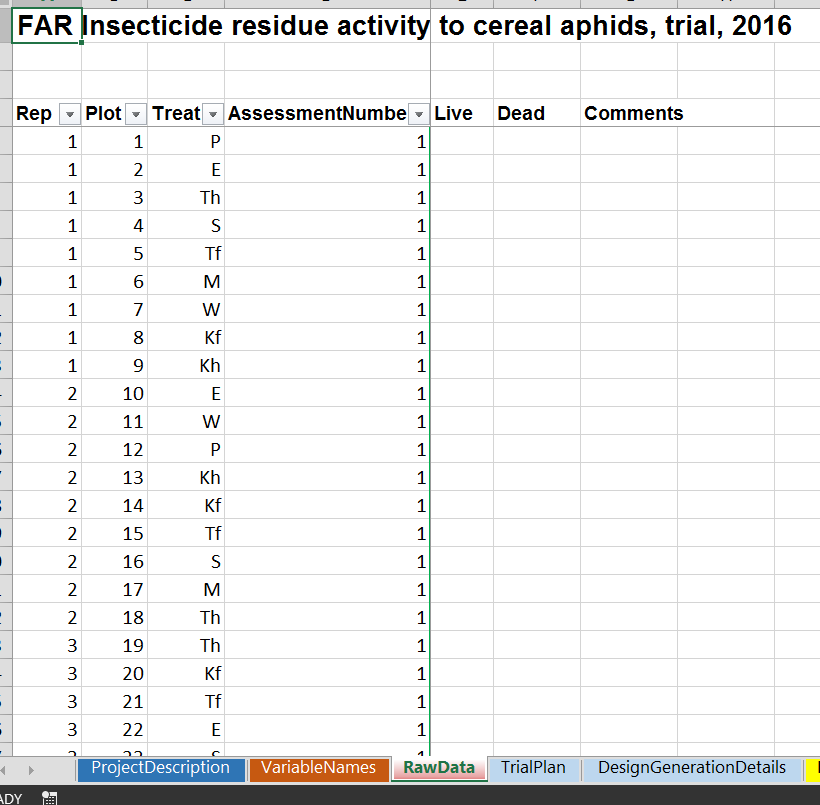 FAR Insecticide residue activity to cereal aphids, trial, 2016
Rep Plot Treat AssessmentNumbe Live Dead Comments
1 1 P 1
1 2 E 1
1 3 Th 1
1 4 S 1
1 5 Tf 1
1 6 M 1
1 7 W 1
1 8 Kf 1
1 9 Kh 1
2 10 E 1
2 11 W 1
2 12 P 1
2 13 Kh 1
2 14 Kf 1
2 15 Tf 1
2 16 S 1
2 17 M 1
2 18 Th 1
3 19 Th 1
3 20 Kf 1
3 21 Tf 1
3 22 E 1
ProjectDescription VariableNames RawData TrialPlan DesignGenerationDetails
ADY